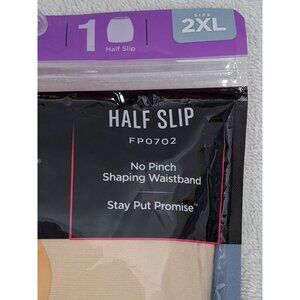 1
Half Slip
SIZE
2XL
HALF SLIP
FP0702
No Pinch
Shaping Waistband
Stay Put Promise™